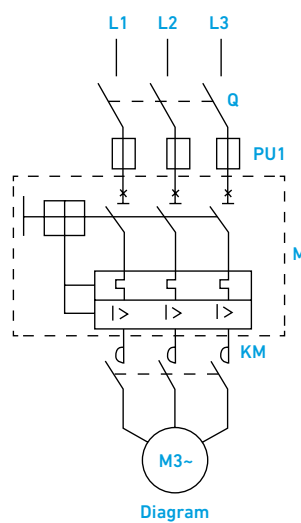 L1 L2 L3
Q
PU1
M
I> I> I>
KM
M3~
Diagram